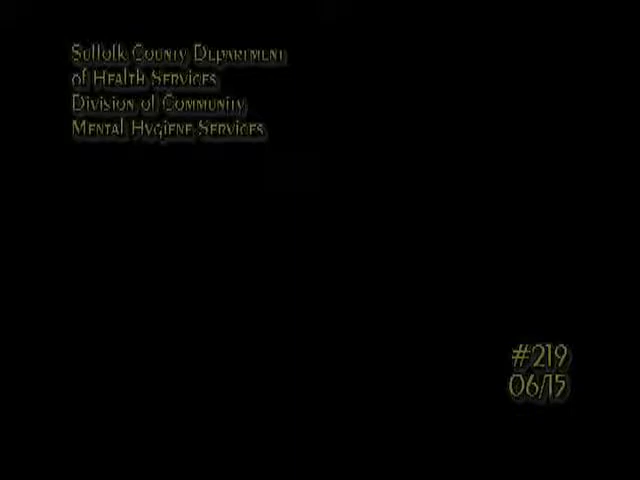 Suffolk County Department
of Health Services
Division of Community
Mental Hygiene Services
#219
06/15